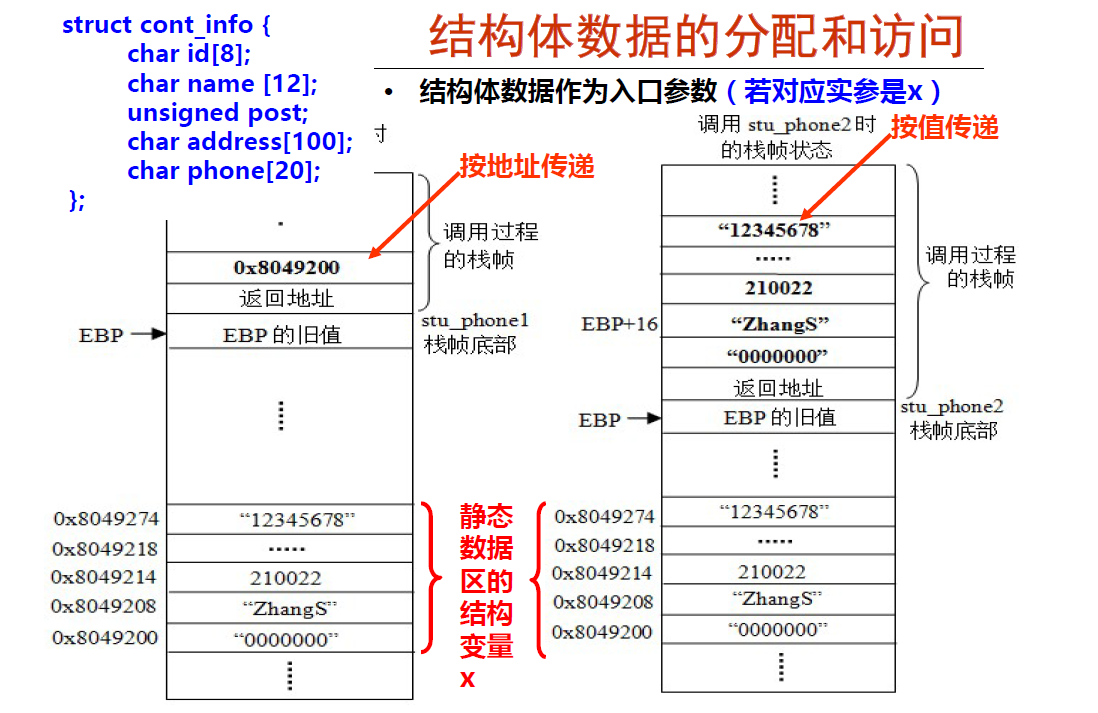 struct cont_info {
char id[8];
char name [12];
unsigned post;
char address[100];
char phone[20];
};
结构体数据的分配和访问
• 结构体数据作为入口参数（若对应实参是x）
时
按地址传递
0x8049200
返回地址
EBP
EBP 的旧值
调用过程
的栈帧
stu_phone1
栈帧底部
0x8049274
“12345678”
0x8049218
0x8049214
210022
0x8049208
“ZhangS”
0x8049200
“0000000”
静态
数据
区的
结构
变量
x
调用 stu_phone2 时
的栈帧状态
按值传递
“12345678”
210022
EBP+16
“ZhangS”
“0000000”
返回地址
EBP
EBP 的旧值
调用过程
的栈帧
stu_phone2
栈帧底部
0x8049274
“12345678”
0x8049218
0x8049214
210022
0x8049208
“ZhangS”
0x8049200
“0000000”